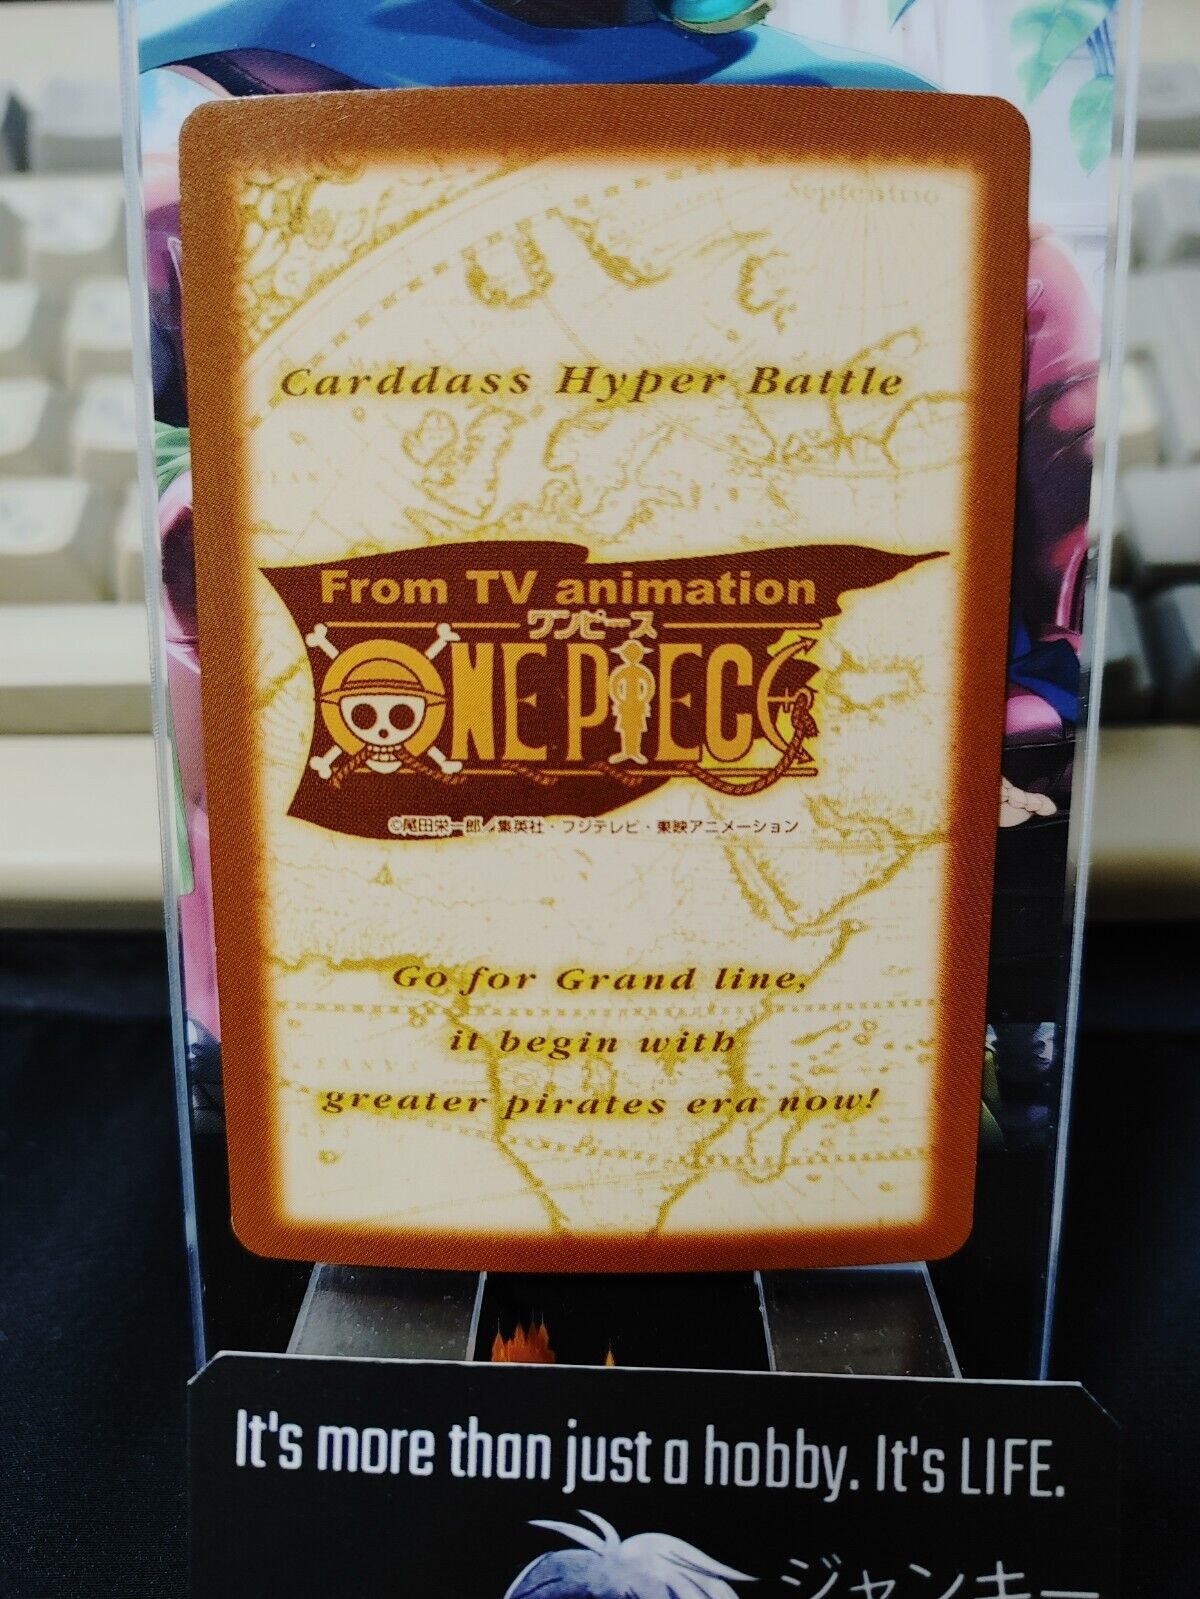 Septentrio
Carddass Hyper Battle
From TV animation
ワンピース
ONE PIECE
©尾田栄一郎／集英社・フジテレビ・東映アニメーション
Go for Grand line,
it begin with
greater pirates era now!
It's more than just a hobby. It's LIFE.
ジャンキー